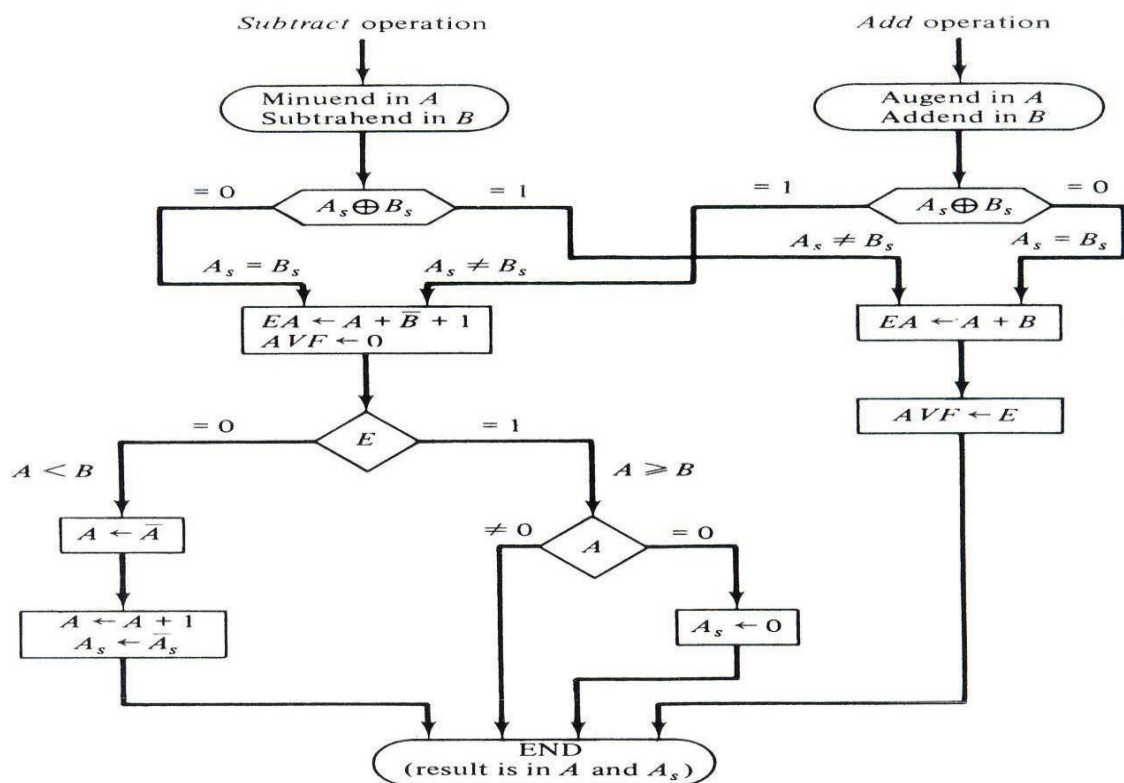 Subtract operation
Add operation
Minuend in A
Subtrahend in B
Augend in A
Addend in B
= 0
A_s ⊕ B_s
= 1
= 1
A_s ⊕ B_s
= 0
A_s = B_s
A_s ≠ B_s
A_s ≠ B_s
A_s = B_s
EA ← A + B̅ + 1
AVF ← 0
EA ← A + B
AVF ← E
= 0
E
= 1
A < B
A ≥ B
A ← A̅
≠ 0
A
= 0
A ← A + 1
A_s ← A̅_s
A_s ← 0
END
(result is in A and A_s)